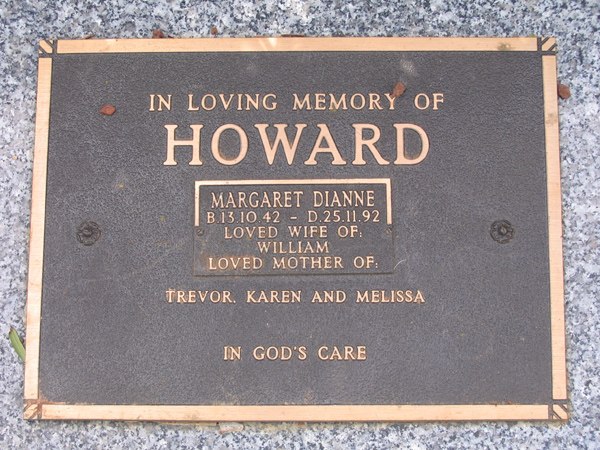 IN LOVING MEMORY OF
HOWARD
MARGARET DIANNE
B.13.10.42 - D.25.11.92
LOVED WIFE OF:
WILLIAM
LOVED MOTHER OF:
TREVOR, KAREN AND MELISSA
IN GOD'S CARE